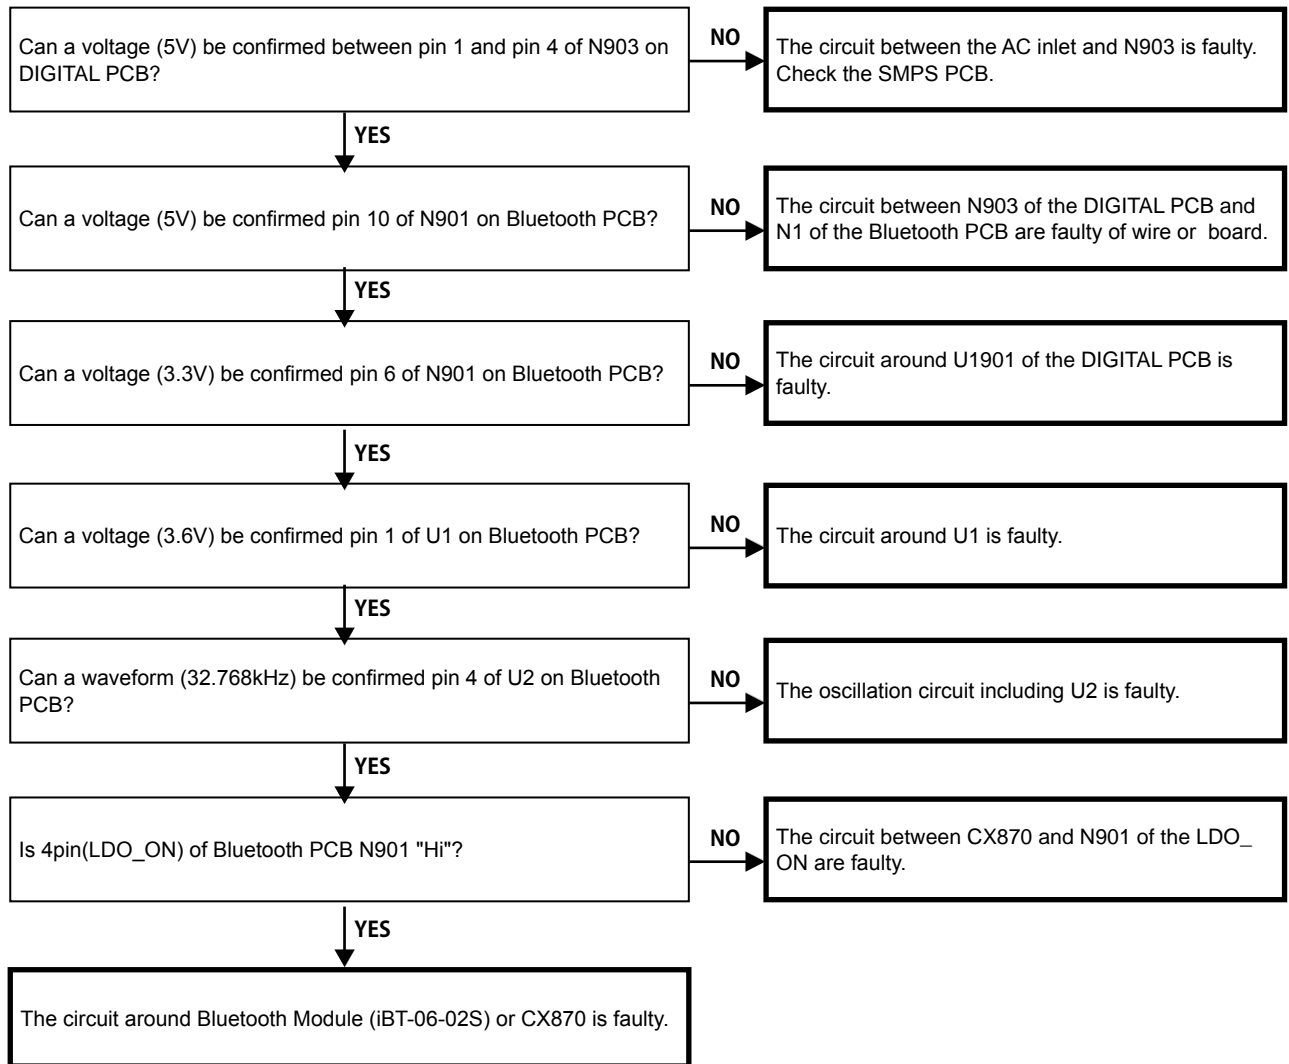 Can a voltage (5V) be confirmed between pin 1 and pin 4 of N903 on
DIGITAL PCB?
NO
The circuit between the AC inlet and N903 is faulty.
Check the SMPS PCB.
YES
Can a voltage (5V) be confirmed pin 10 of N901 on Bluetooth PCB?
NO
The circuit between N903 of the DIGITAL PCB and
N1 of the Bluetooth PCB are faulty of wire or  board.
YES
Can a voltage (3.3V) be confirmed pin 6 of N901 on Bluetooth PCB?
NO
The circuit around U1901 of the DIGITAL PCB is
faulty.
YES
Can a voltage (3.6V) be confirmed pin 1 of U1 on Bluetooth PCB?
NO
The circuit around U1 is faulty.
YES
Can a waveform (32.768kHz) be confirmed pin 4 of U2 on Bluetooth
PCB?
NO
The oscillation circuit including U2 is faulty.
YES
Is 4pin(LDO_ON) of Bluetooth PCB N901 "Hi"?
NO
The circuit between CX870 and N901 of the LDO_
ON are faulty.
YES
The circuit around Bluetooth Module (iBT-06-02S) or CX870 is faulty.